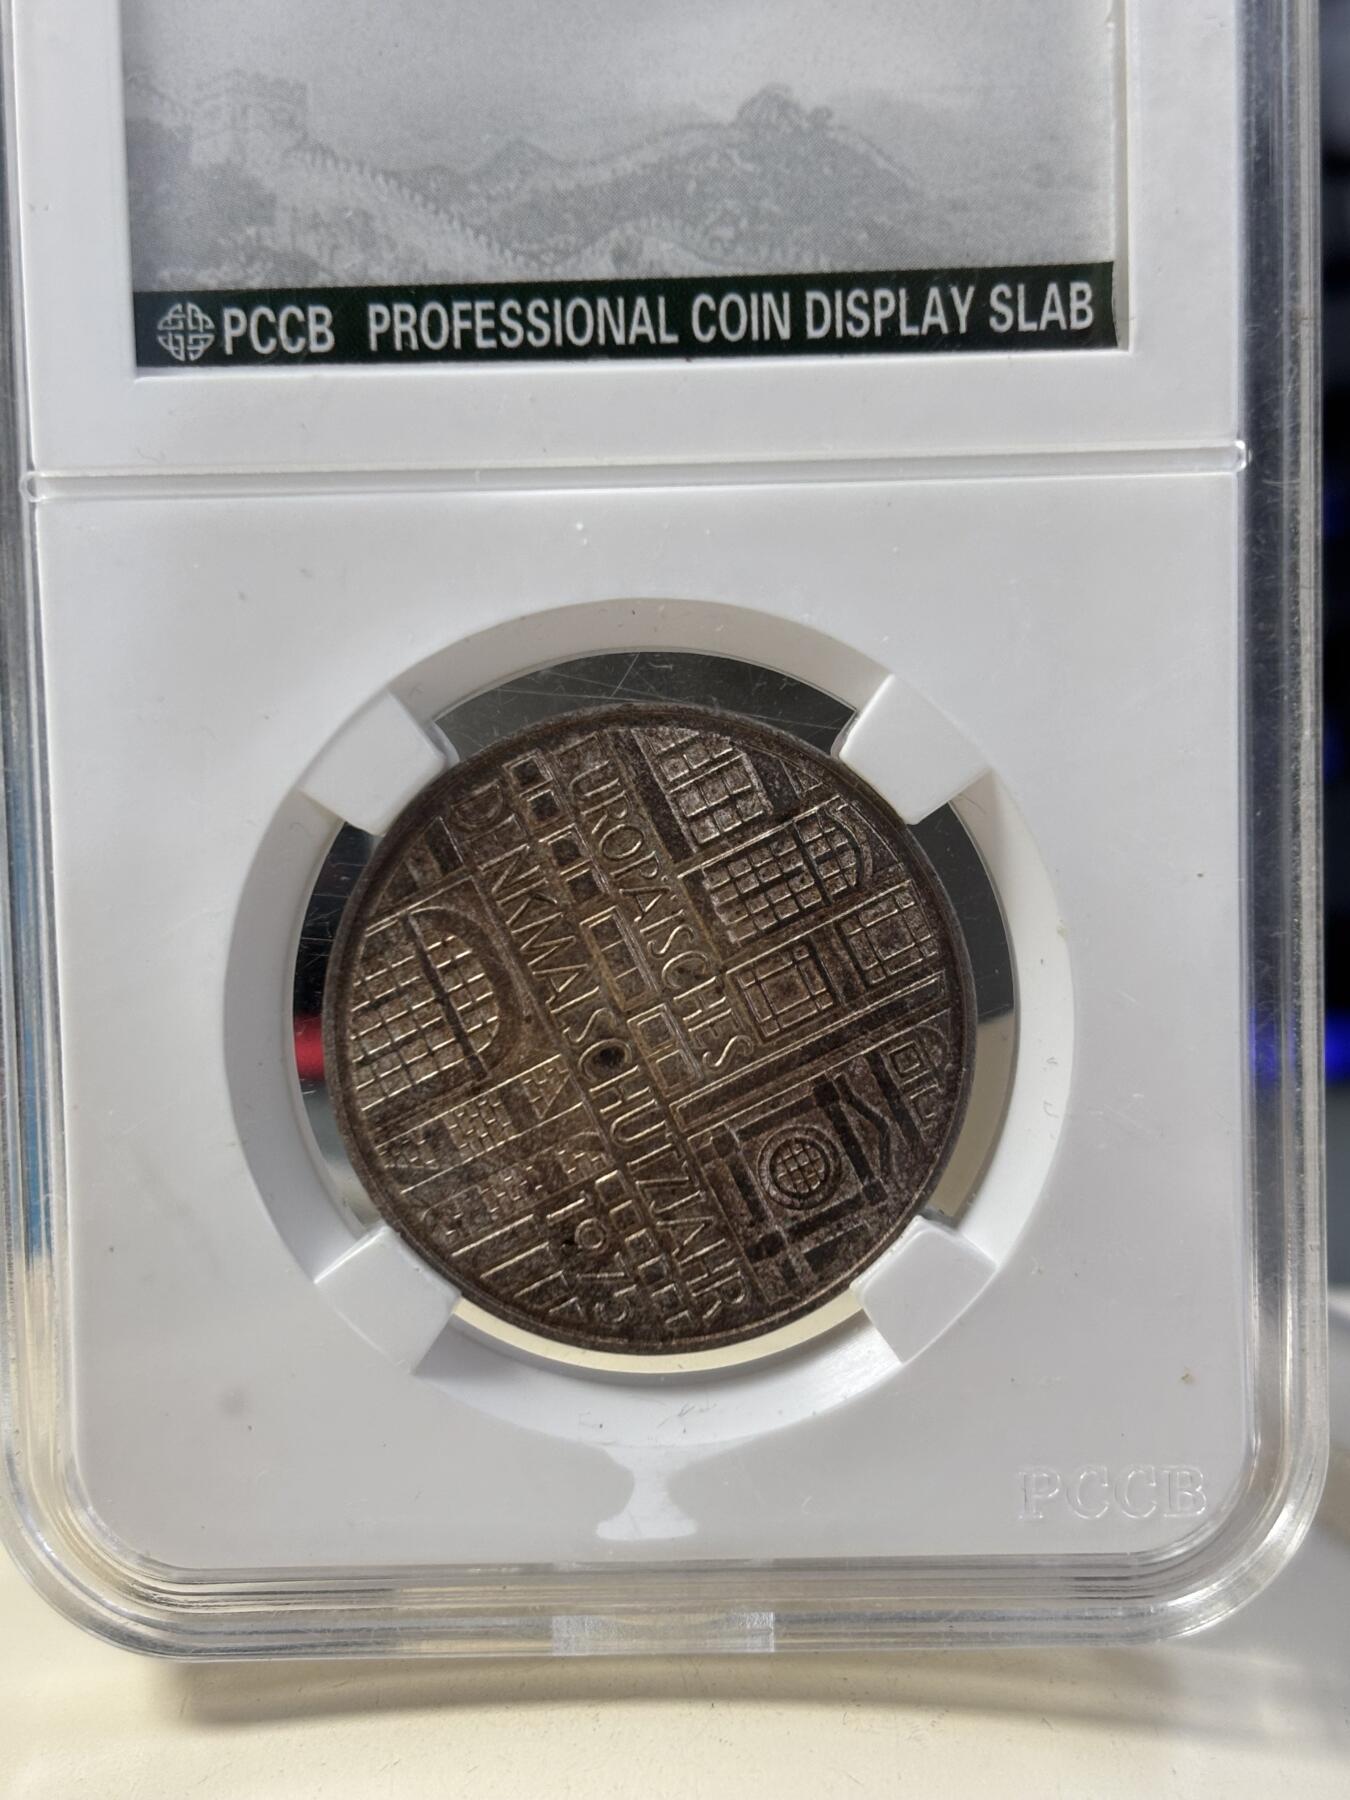 PCCB PROFESSIONAL COIN DISPLAY SLAB
EUROPÄISCHES
DENKMALSCHUTZJAHR
1975
PCCB